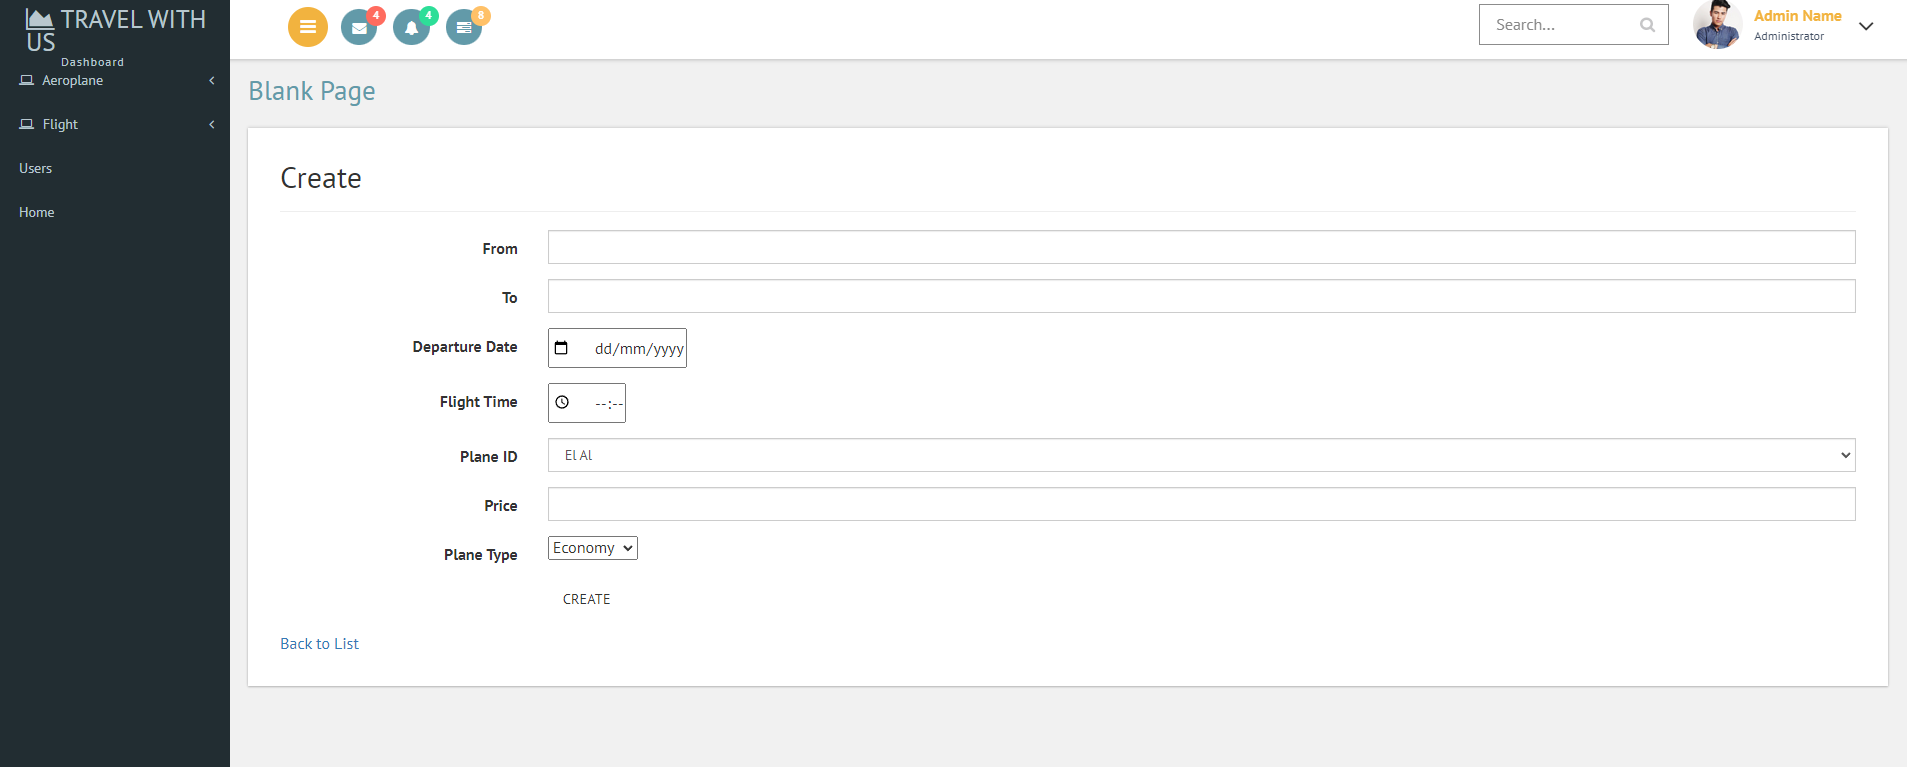 TRAVEL WITH
US
Dashboard
Aeroplane
Flight
Users
Home
4
4
8
Search...
Admin Name
Administrator
Blank Page
Create
From
To
Departure Date
dd/mm/yyyy
Flight Time
--:--
Plane ID
El Al
Price
Plane Type
Economy
CREATE
Back to List